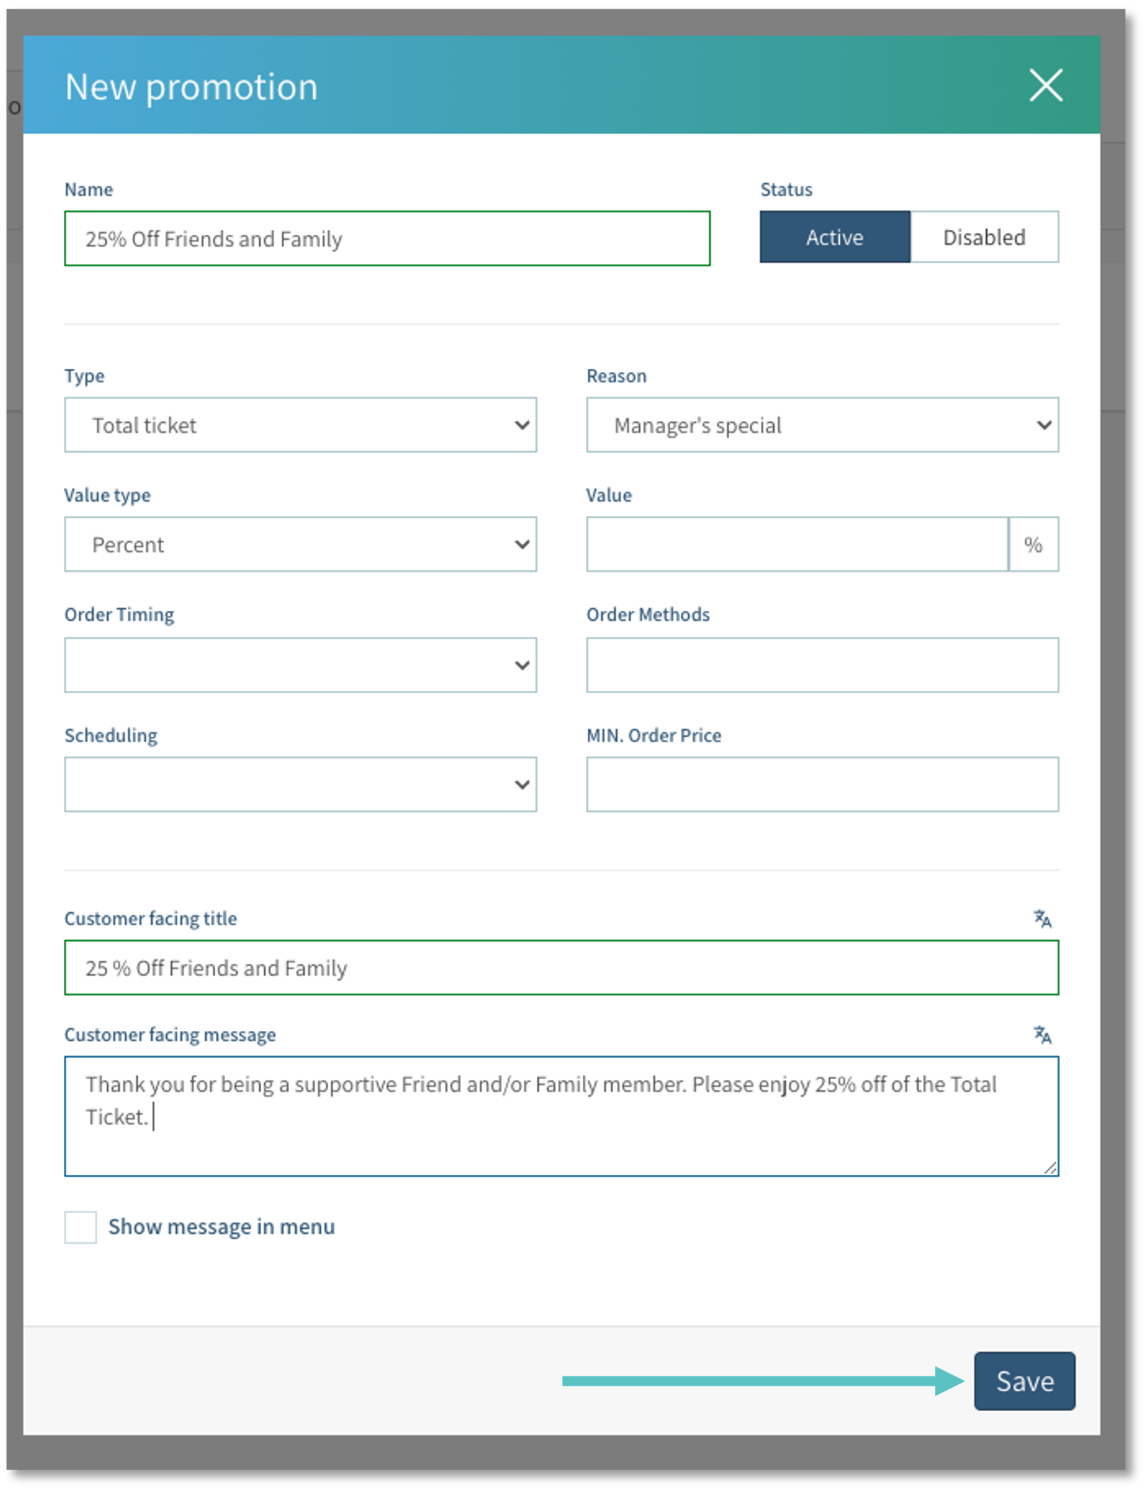 New promotion
o
Name
Status
25% Off Friends and Family
Active
Disabled
Type
Reason
Total ticket
Manager's special
Value type
Value
Percent
%
Order Timing
Order Methods
Scheduling
MIN. Order Price
Customer facing title
25 % Off Friends and Family
Customer facing message
Thank you for being a supportive Friend and/or Family member. Please enjoy 25% off of the Total
Ticket.
Show message in menu
Save